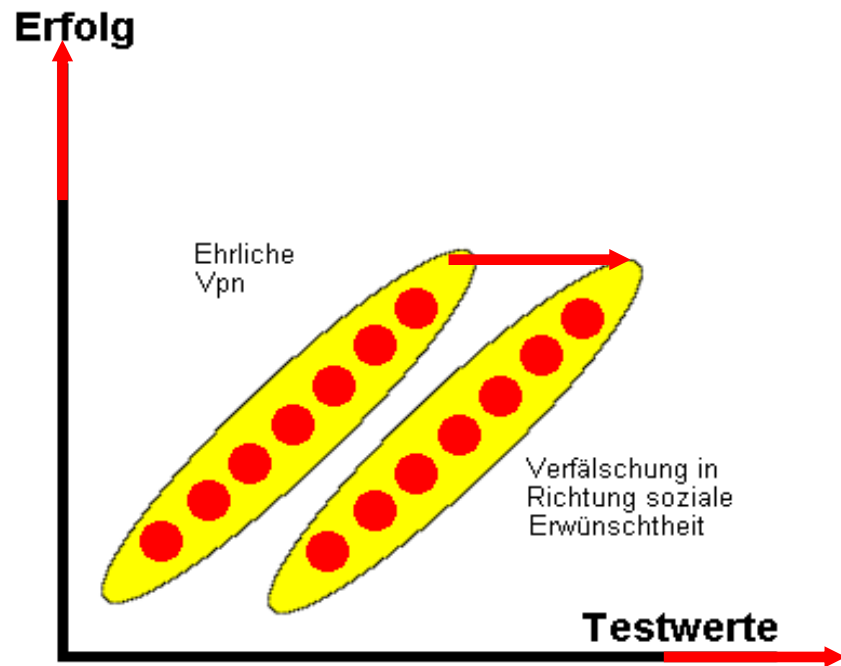 Erfolg
Ehrliche
Vpn
Verfälschung in
Richtung soziale
Erwünschtheit
Testwerte